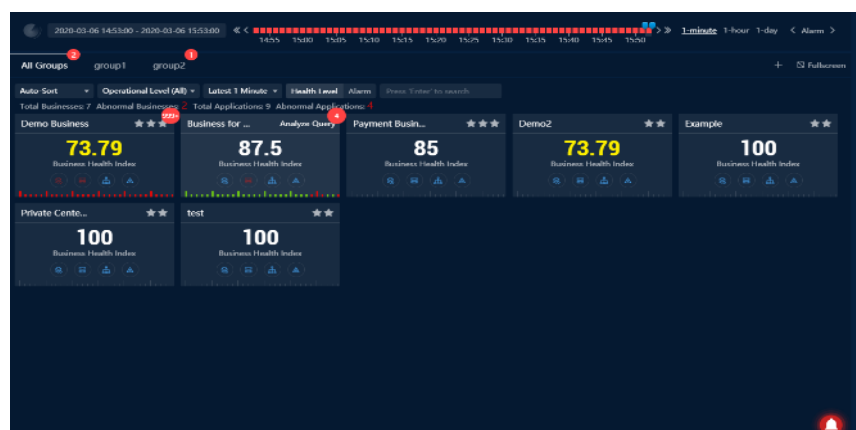 2020-03-06 14:53:00 - 2020-03-06 15:53:00 1-minute 1-hour 1-day < Alarm >
14:55 15:00 15:05 15:10 15:15 15:20 15:25 15:30 15:35 15:40 15:45 15:50
All Groups 2 group1 group2 1 + Fullscreen
Auto-Sort Operational Level (All) Latest 1 Minute Health Level Alarm Press 'Enter' to search
Total Businesses: 7 Abnormal Businesses: 2 Total Applications: 9 Abnormal Applications: 4
Demo Business 999+
73.79
Business Health Index
Business for ... Analyze Query 4
87.5
Business Health Index
Payment Busin...
85
Business Health Index
Demo2
73.79
Business Health Index
Example
100
Business Health Index
Private Cente...
100
Business Health Index
test
100
Business Health Index